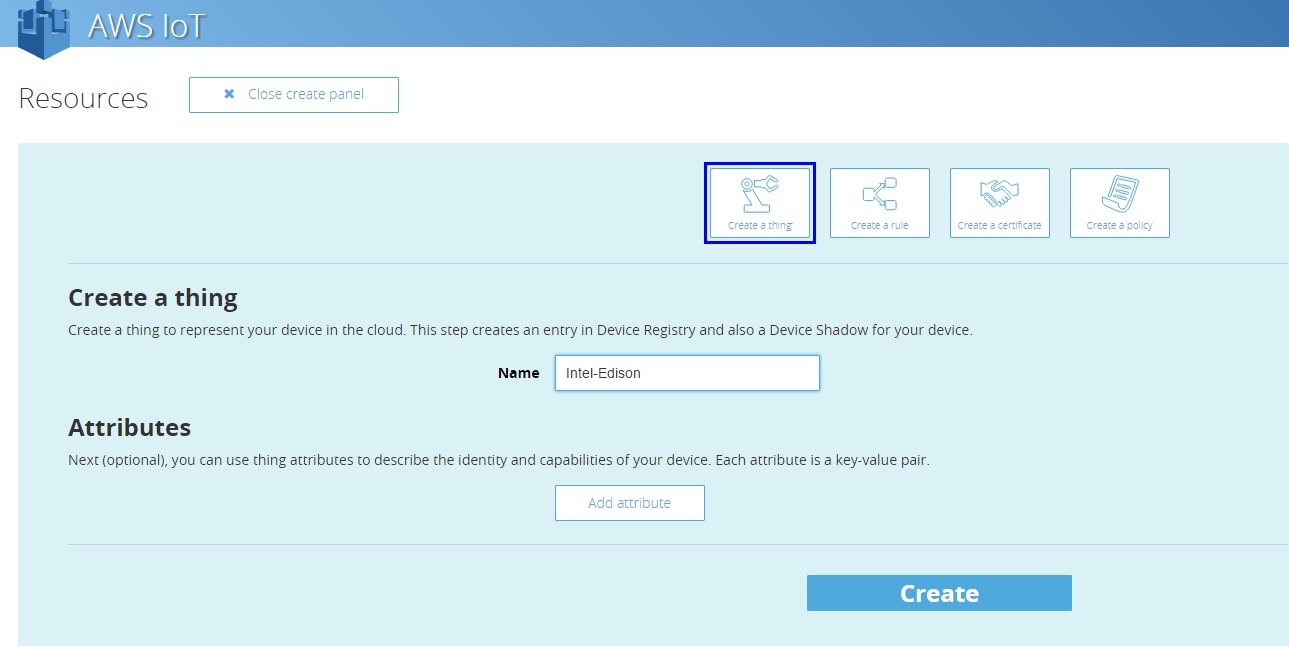 AWS IoT
Resources
✖ Close create panel
Create a thing
Create a rule
Create a certificate
Create a policy
Create a thing
Create a thing to represent your device in the cloud. This step creates an entry in Device Registry and also a Device Shadow for your device.
Name Intel-Edison
Attributes
Next (optional), you can use thing attributes to describe the identity and capabilities of your device. Each attribute is a key-value pair.
Add attribute
Create